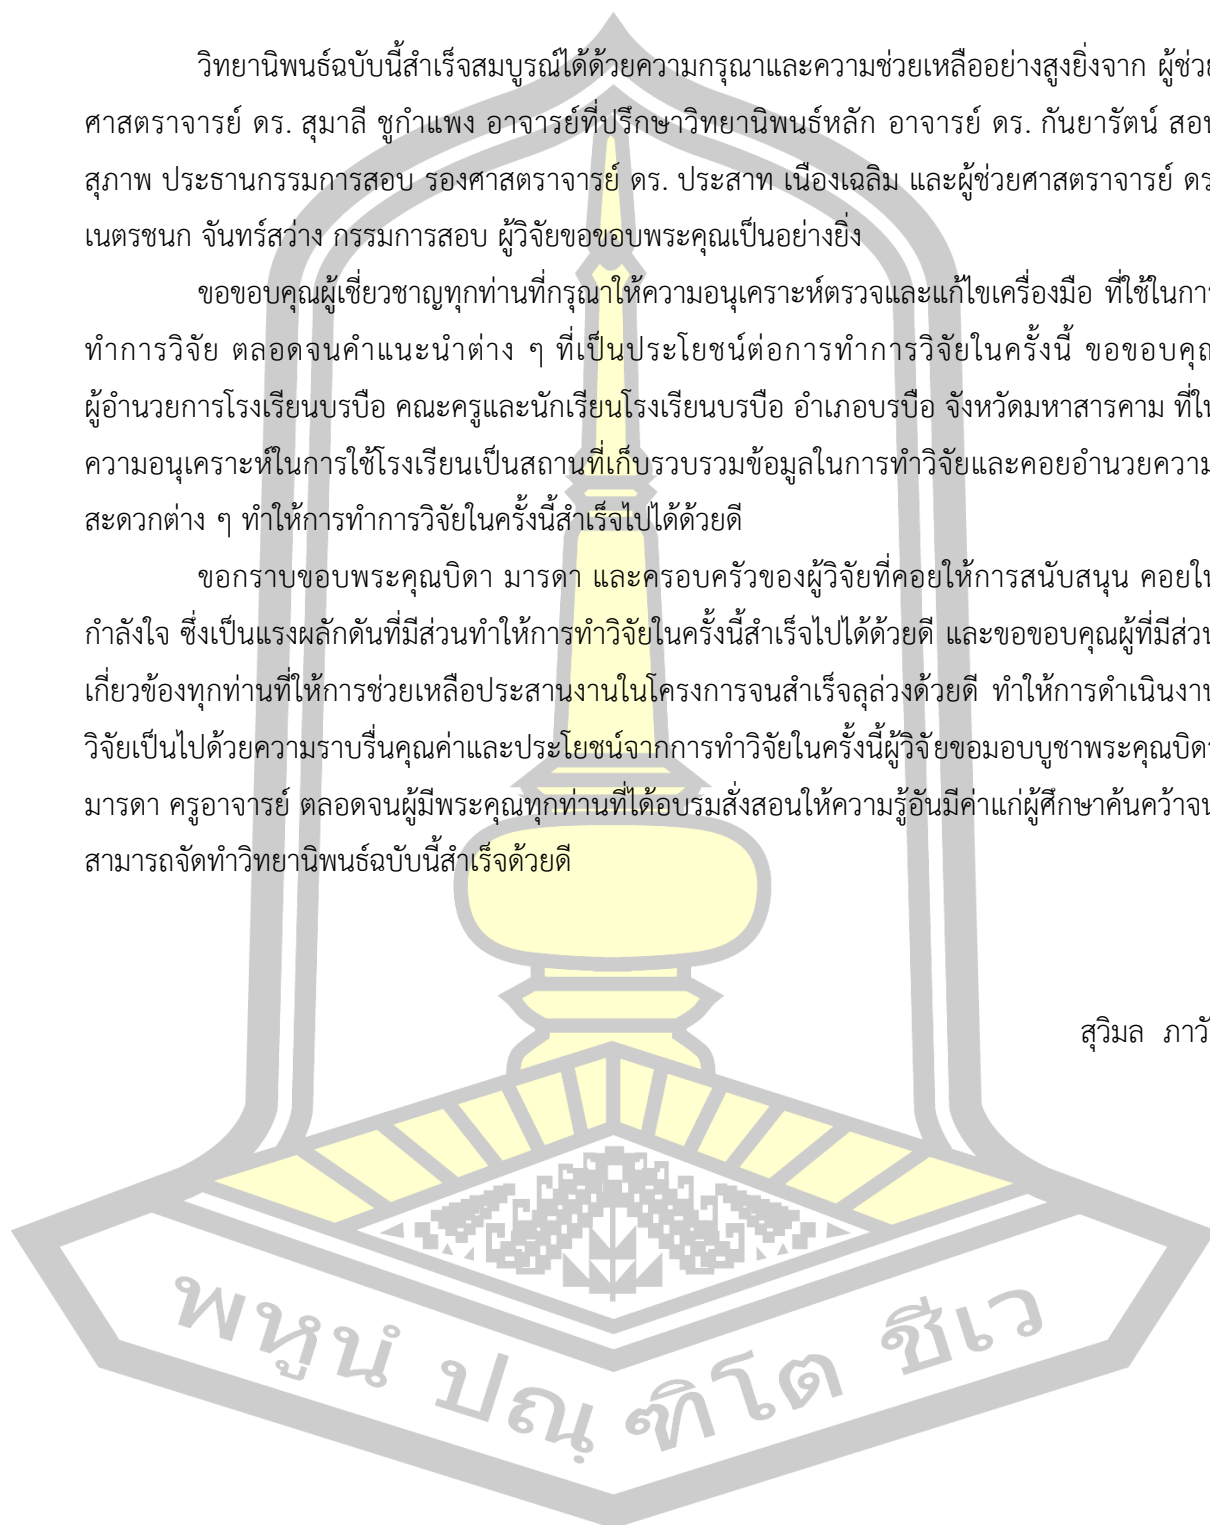 วิทยานิพนธ์ฉบับนี้สำเร็จสมบูรณ์ได้ด้วยความกรุณาและความช่วยเหลืออย่างสูงยิ่งจาก ผู้ช่วย
ศาสตราจารย์ ดร. สุมาลี ชูกำแพง อาจารย์ที่ปรึกษาวิทยานิพนธ์หลัก อาจารย์ ดร. กันยารัตน์ สอน
สุภาพ ประธานกรรมการสอบ รองศาสตราจารย์ ดร. ประสาท เนืองเฉลิม และผู้ช่วยศาสตราจารย์ ดร
เนตรชนก จันทร์สว่าง กรรมการสอบ ผู้วิจัยขอขอบพระคุณเป็นอย่างยิ่ง
ขอขอบคุณผู้เชี่ยวชาญทุกท่านที่กรุณาให้ความอนุเคราะห์ตรวจและแก้ไขเครื่องมือ ที่ใช้ในการ
ทำการวิจัย ตลอดจนคำแนะนำต่าง ๆ ที่เป็นประโยชน์ต่อการทำการวิจัยในครั้งนี้ ขอขอบคุณ
ผู้อำนวยการโรงเรียนบรบือ คณะครูและนักเรียนโรงเรียนบรบือ อำเภอบรบือ จังหวัดมหาสารคาม ที่ให
ความอนุเคราะห์ในการใช้โรงเรียนเป็นสถานที่เก็บรวบรวมข้อมูลในการทำวิจัยและคอยอำนวยความ
สะดวกต่าง ๆ ทำให้การทำการวิจัยในครั้งนี้สำเร็จไปได้ด้วยดี
ขอกราบขอบพระคุณบิดา มารดา และครอบครัวของผู้วิจัยที่คอยให้การสนับสนุน คอยให
กำลังใจ ซึ่งเป็นแรงผลักดันที่มีส่วนทำให้การทำวิจัยในครั้งนี้สำเร็จไปได้ด้วยดี และขอขอบคุณผู้ที่มีส่วน
เกี่ยวข้องทุกท่านที่ให้การช่วยเหลือประสานงานในโครงการจนสำเร็จลุล่วงด้วยดี ทำให้การดำเนินงาน
วิจัยเป็นไปด้วยความราบรื่นคุณค่าและประโยชน์จากการทำวิจัยในครั้งนี้ผู้วิจัยขอมอบบูชาพระคุณบิดา
มารดา ครูอาจารย์ ตลอดจนผู้มีพระคุณทุกท่านที่ได้อบรมสั่งสอนให้ความรู้อันมีค่าแก่ผู้ศึกษาค้นคว้าจน
สามารถจัดทำวิทยานิพนธ์ฉบับนี้สำเร็จด้วยดี
สุวิมล ภาวั
พหูนํ ปณฺฑิโต ชีเว